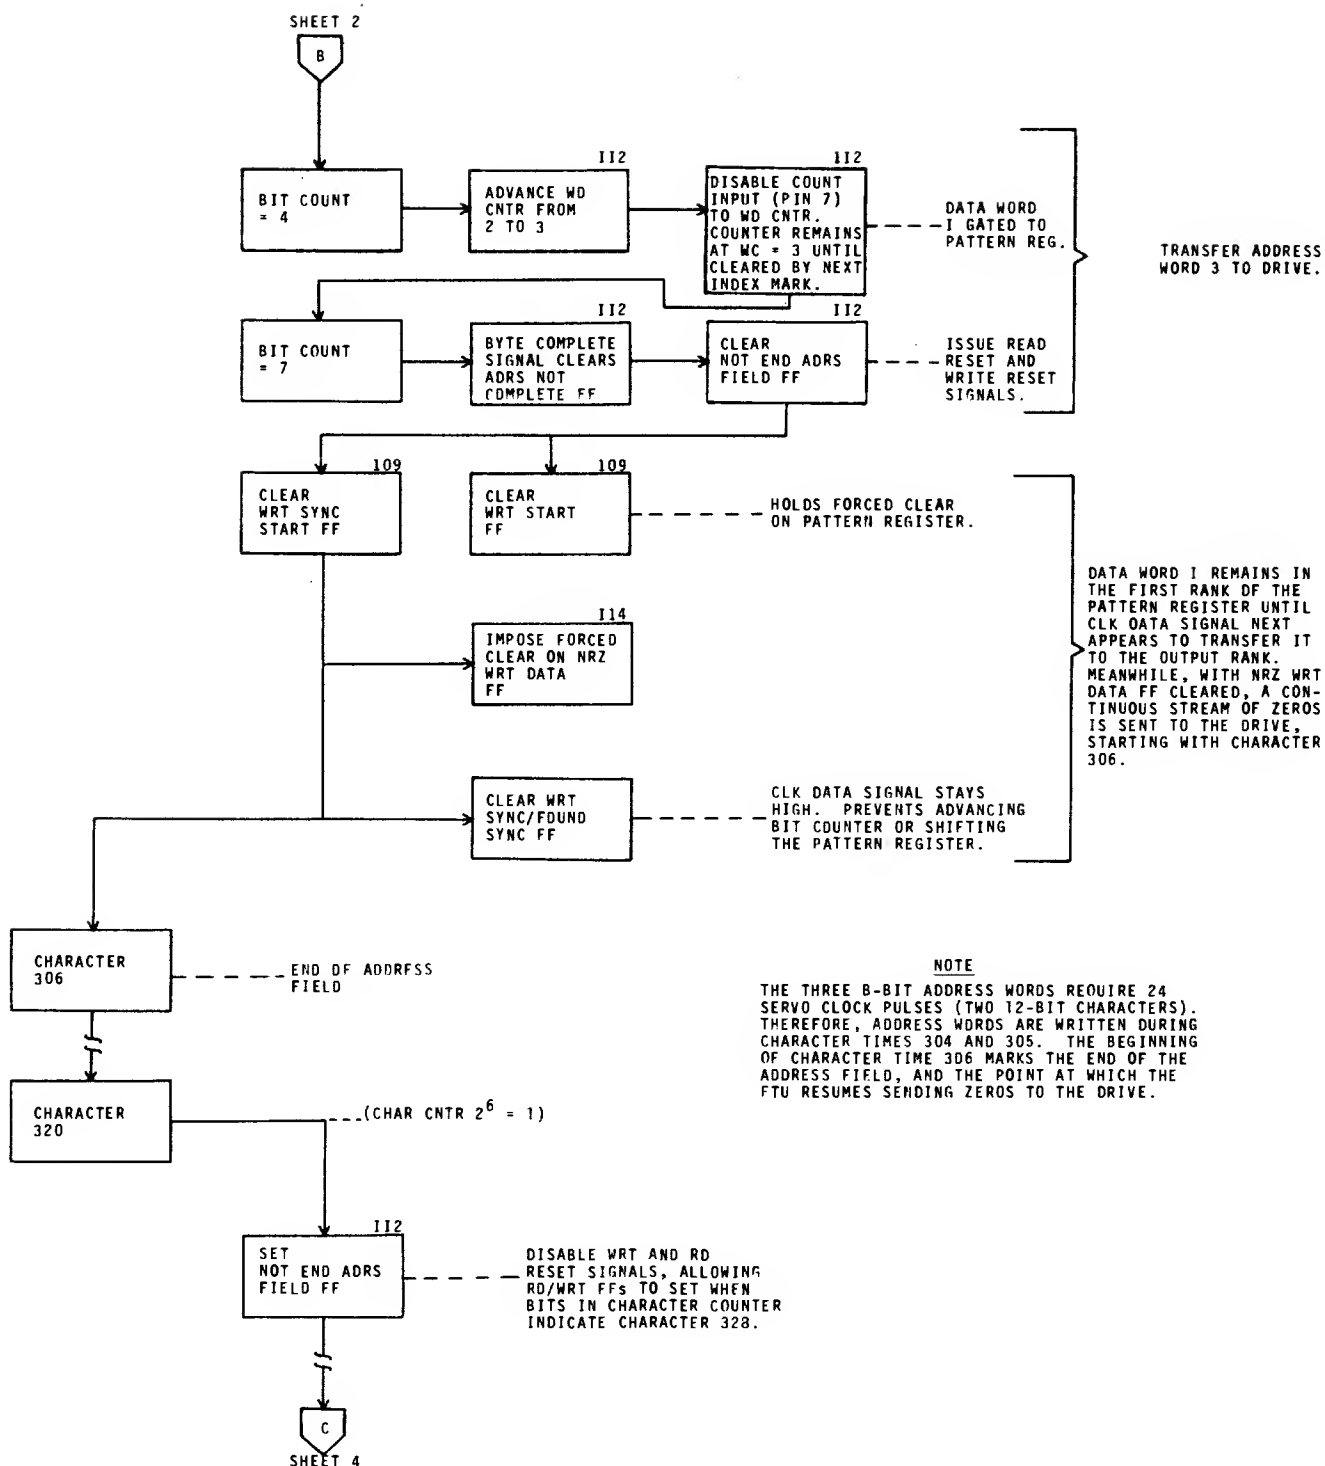 SHEET 2
B
BIT COUNT
= 4
II2
ADVANCE WD
CNTR FROM
2 TO 3
II2
DISABLE COUNT
INPUT (PIN 7)
TO WD CNTR.
COUNTER REMAINS
AT WC = 3 UNTIL
CLEARED BY NEXT
INDEX MARK.
DATA WORD
I GATED TO
PATTERN REG.
TRANSFER ADDRESS
WORD 3 TO DRIVE.
BIT COUNT
= 7
II2
BYTE COMPLETE
SIGNAL CLEARS
ADRS NOT
COMPLETE FF
II2
CLEAR
NOT END ADRS
FIELD FF
ISSUE READ
RESET AND
WRITE RESET
SIGNALS.
I09
CLEAR
WRT SYNC
START FF
I09
CLEAR
WRT START
FF
HOLDS FORCED CLEAR
ON PATTERN REGISTER.
I14
IMPOSE FORCED
CLEAR ON NRZ
WRT DATA
FF
DATA WORD I REMAINS IN
THE FIRST RANK OF THE
PATTERN REGISTER UNTIL
CLK DATA SIGNAL NEXT
APPEARS TO TRANSFER IT
TO THE OUTPUT RANK.
MEANWHILE, WITH NRZ WRT
DATA FF CLEARED, A CON-
TINUOUS STREAM OF ZEROS
IS SENT TO THE DRIVE,
STARTING WITH CHARACTER
306.
CLEAR WRT
SYNC/FOUND
SYNC FF
CLK DATA SIGNAL STAYS
HIGH. PREVENTS ADVANCING
BIT COUNTER OR SHIFTING
THE PATTERN REGISTER.
CHARACTER
306
END OF ADDRESS
FIELD
NOTE
THE THREE 8-BIT ADDRESS WORDS REQUIRE 24
SERVO CLOCK PULSES (TWO 12-BIT CHARACTERS).
THEREFORE, ADDRESS WORDS ARE WRITTEN DURING
CHARACTER TIMES 304 AND 305. THE BEGINNING
OF CHARACTER TIME 306 MARKS THE END OF THE
ADDRESS FIELD, AND THE POINT AT WHICH THE
FTU RESUMES SENDING ZEROS TO THE DRIVE.
CHARACTER
320
(CHAR CNTR 2⁶ = 1)
II2
SET
NOT END ADRS
FIELD FF
DISABLE WRT AND RD
RESET SIGNALS, ALLOWING
RD/WRT FFs TO SET WHEN
BITS IN CHARACTER COUNTER
INDICATE CHARACTER 328.
C
SHEET 4